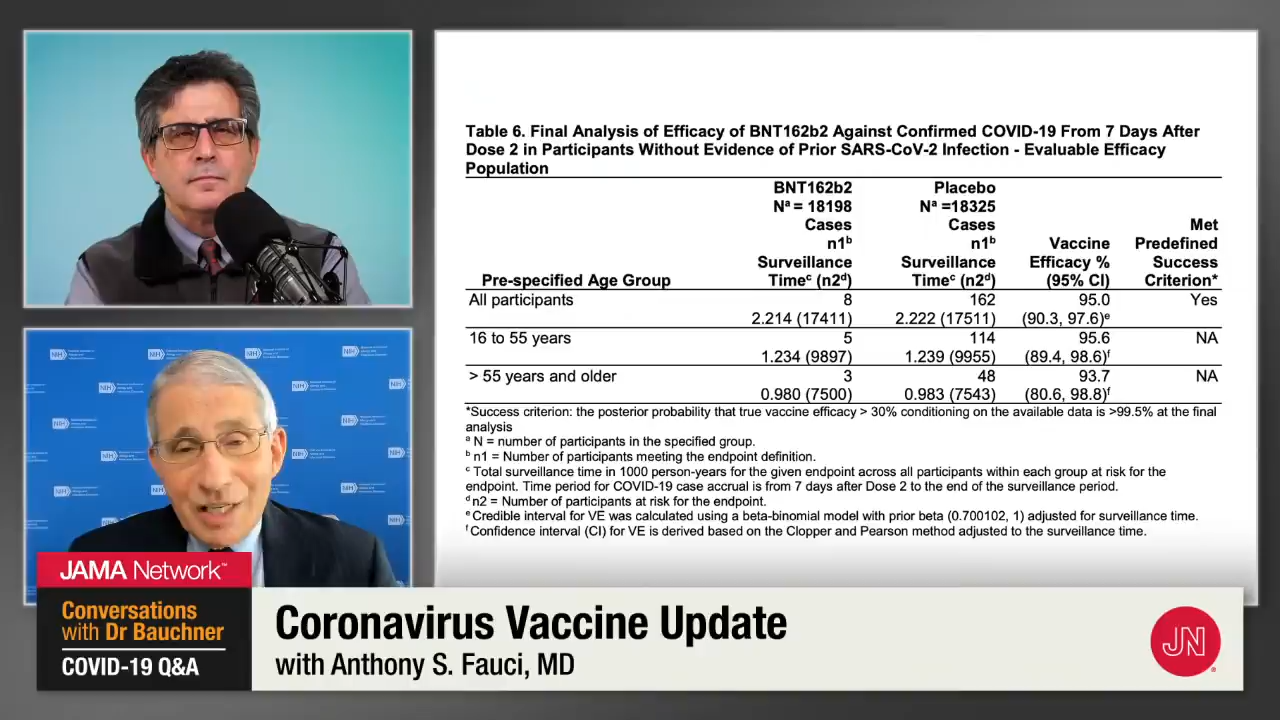 Table 6. Final Analysis of Efficacy of BNT162b2 Against Confirmed COVID-19 From 7 Days After
Dose 2 in Participants Without Evidence of Prior SARS-CoV-2 Infection - Evaluable Efficacy
Population
BNT162b2 Placebo
Nᵃ = 18198 Nᵃ =18325
Cases Cases Met
n1ᵇ n1ᵇ Vaccine Predefined
Surveillance Surveillance Efficacy % Success
Pre-specified Age Group Timeᶜ (n2ᵈ) Timeᶜ (n2ᵈ) (95% CI) Criterion*
All participants 8 162 95.0 Yes
2.214 (17411) 2.222 (17511) (90.3, 97.6)ᵉ
16 to 55 years 5 114 95.6 NA
1.234 (9897) 1.239 (9955) (89.4, 98.6)ᶠ
> 55 years and older 3 48 93.7 NA
0.980 (7500) 0.983 (7543) (80.6, 98.8)ᶠ
*Success criterion: the posterior probability that true vaccine efficacy > 30% conditioning on the available data is >99.5% at the final
analysis
ᵃ N = number of participants in the specified group.
ᵇ n1 = Number of participants meeting the endpoint definition.
ᶜ Total surveillance time in 1000 person-years for the given endpoint across all participants within each group at risk for the
endpoint. Time period for COVID-19 case accrual is from 7 days after Dose 2 to the end of the surveillance period.
ᵈ n2 = Number of participants at risk for the endpoint.
ᵉ Credible interval for VE was calculated using a beta-binomial model with prior beta (0.700102, 1) adjusted for surveillance time.
ᶠ Confidence interval (CI) for VE is derived based on the Clopper and Pearson method adjusted to the surveillance time.
NIH
JAMA Network™
Conversations
with Dr Bauchner
COVID-19 Q&A
Coronavirus Vaccine Update
with Anthony S. Fauci, MD
JN